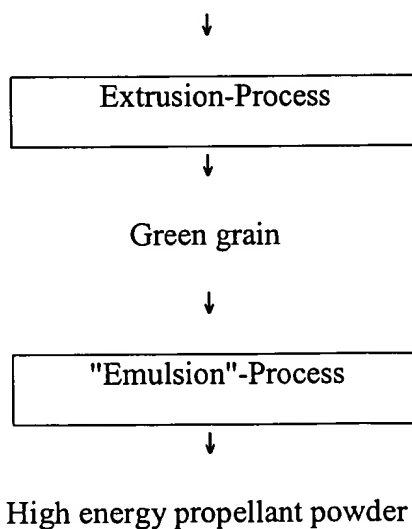 Extrusion-Process
Green grain
"Emulsion"-Process
High energy propellant powder